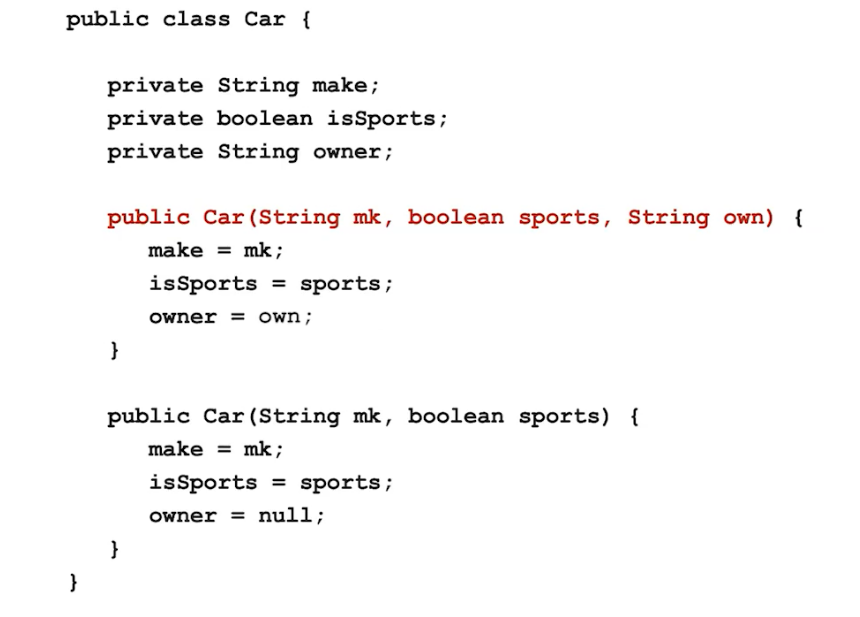 public class Car {
private String make;
private boolean isSports;
private String owner;
public Car(String mk, boolean sports, String own) {
make = mk;
isSports = sports;
owner = own;
}
public Car(String mk, boolean sports) {
make = mk;
isSports = sports;
owner = null;
}
}